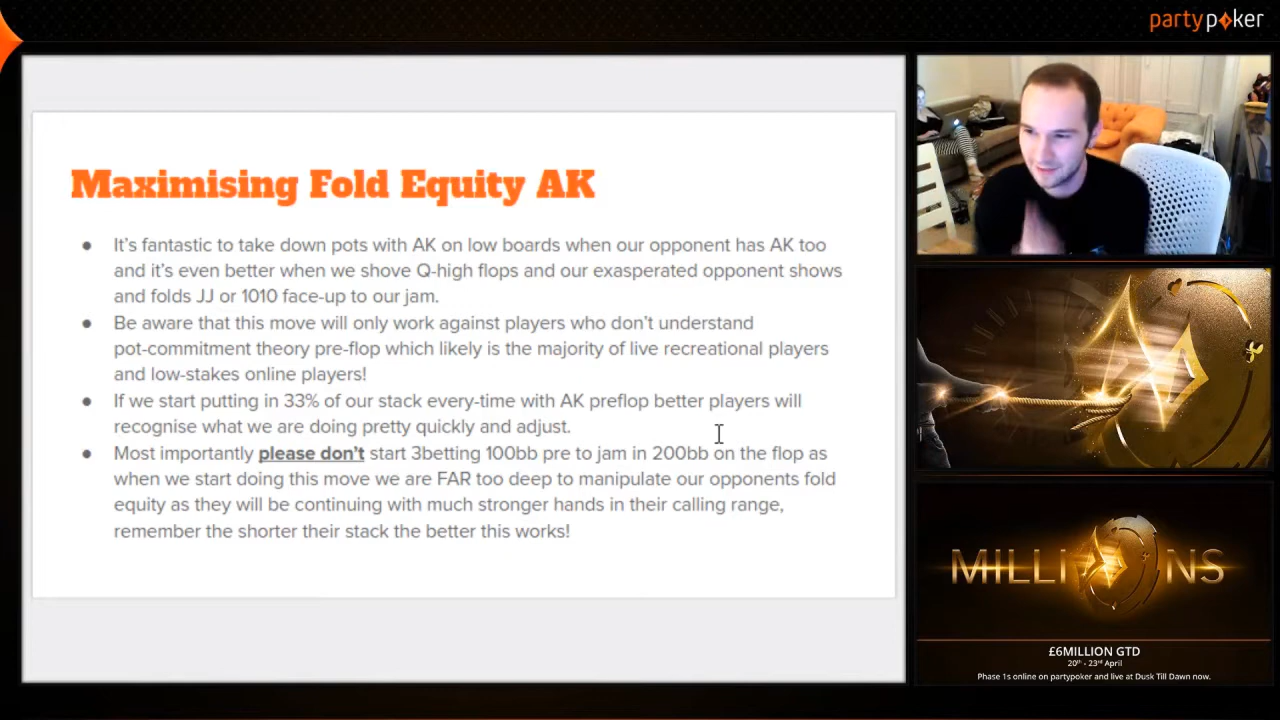 partypoker
Maximising Fold Equity AK
● It's fantastic to take down pots with AK on low boards when our opponent has AK too
and it's even better when we shove Q-high flops and our exasperated opponent shows
and folds JJ or 1010 face-up to our jam.
● Be aware that this move will only work against players who don't understand
pot-commitment theory pre-flop which likely is the majority of live recreational players
and low-stakes online players!
● If we start putting in 33% of our stack every-time with AK preflop better players will
recognise what we are doing pretty quickly and adjust.
● Most importantly please don't start 3betting 100bb pre to jam in 200bb on the flop as
when we start doing this move we are FAR too deep to manipulate our opponents fold
equity as they will be continuing with much stronger hands in their calling range,
remember the shorter their stack the better this works!
MILLIONS
£6MILLION GTD
20th - 23rd April
Phase 1s online on partypoker and live at Dusk Till Dawn now.